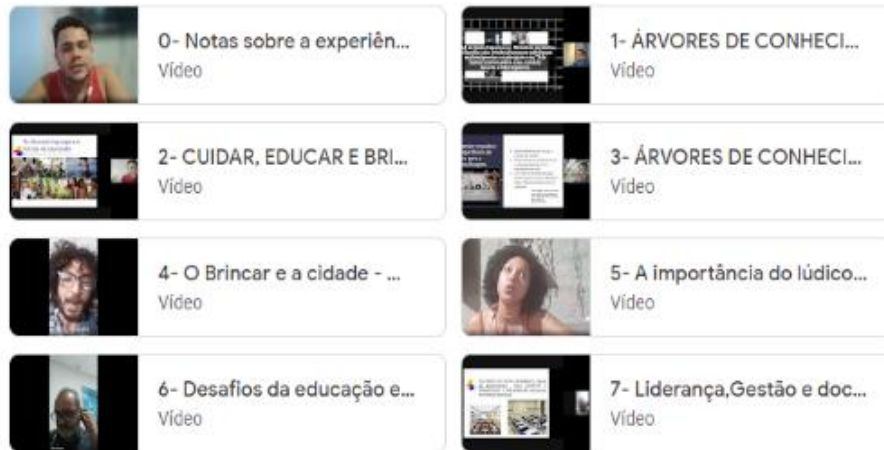 0- Notas sobre a experiên...
Vídeo
1- ÁRVORES DE CONHECI...
Vídeo
2- CUIDAR, EDUCAR E BRI...
Vídeo
3- ÁRVORES DE CONHECI...
Vídeo
4- O Brincar e a cidade - ...
Vídeo
5- A importância do lúdico...
Vídeo
6- Desafios da educação e...
Vídeo
7- Liderança,Gestão e doc...
Vídeo